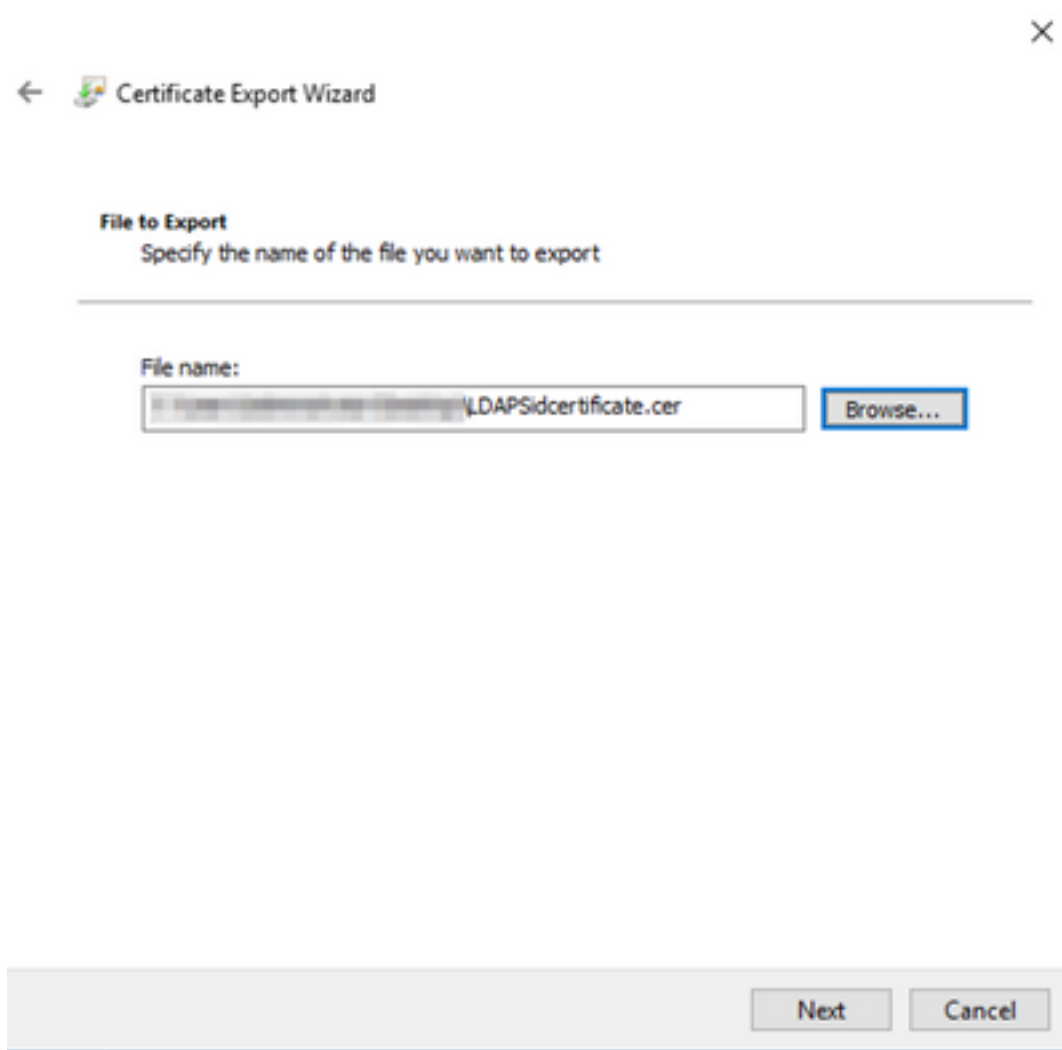 Certificate Export Wizard
File to Export
Specify the name of the file you want to export
File name:
\LDAPSidcertificate.cer
Browse...
Next
Cancel